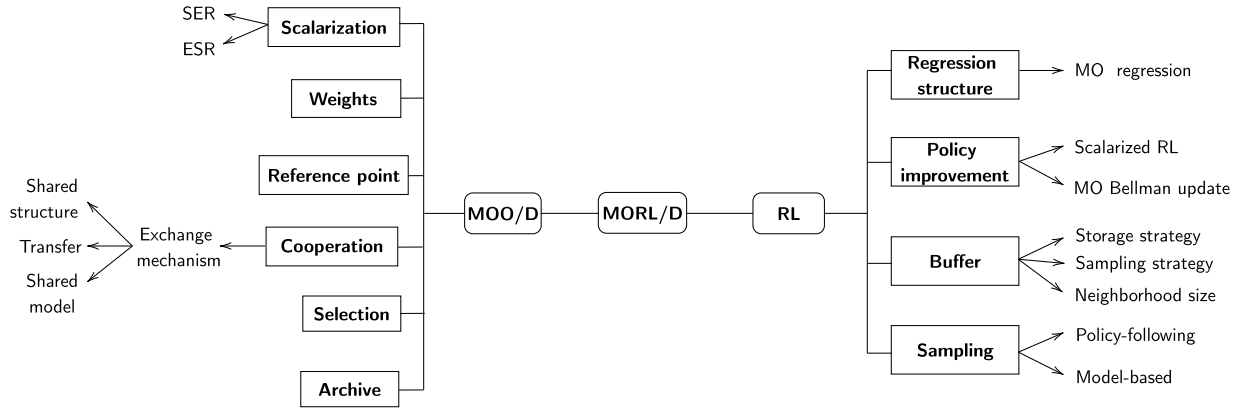 SER
ESR
Scalarization
Weights
Reference point
Shared
structure
Transfer
Shared
model
Exchange
mechanism
Cooperation
Selection
Archive
MOO/D
MORL/D
RL
Regression
structure
MO regression
Policy
improvement
Scalarized RL
MO Bellman update
Buffer
Storage strategy
Sampling strategy
Neighborhood size
Sampling
Policy-following
Model-based